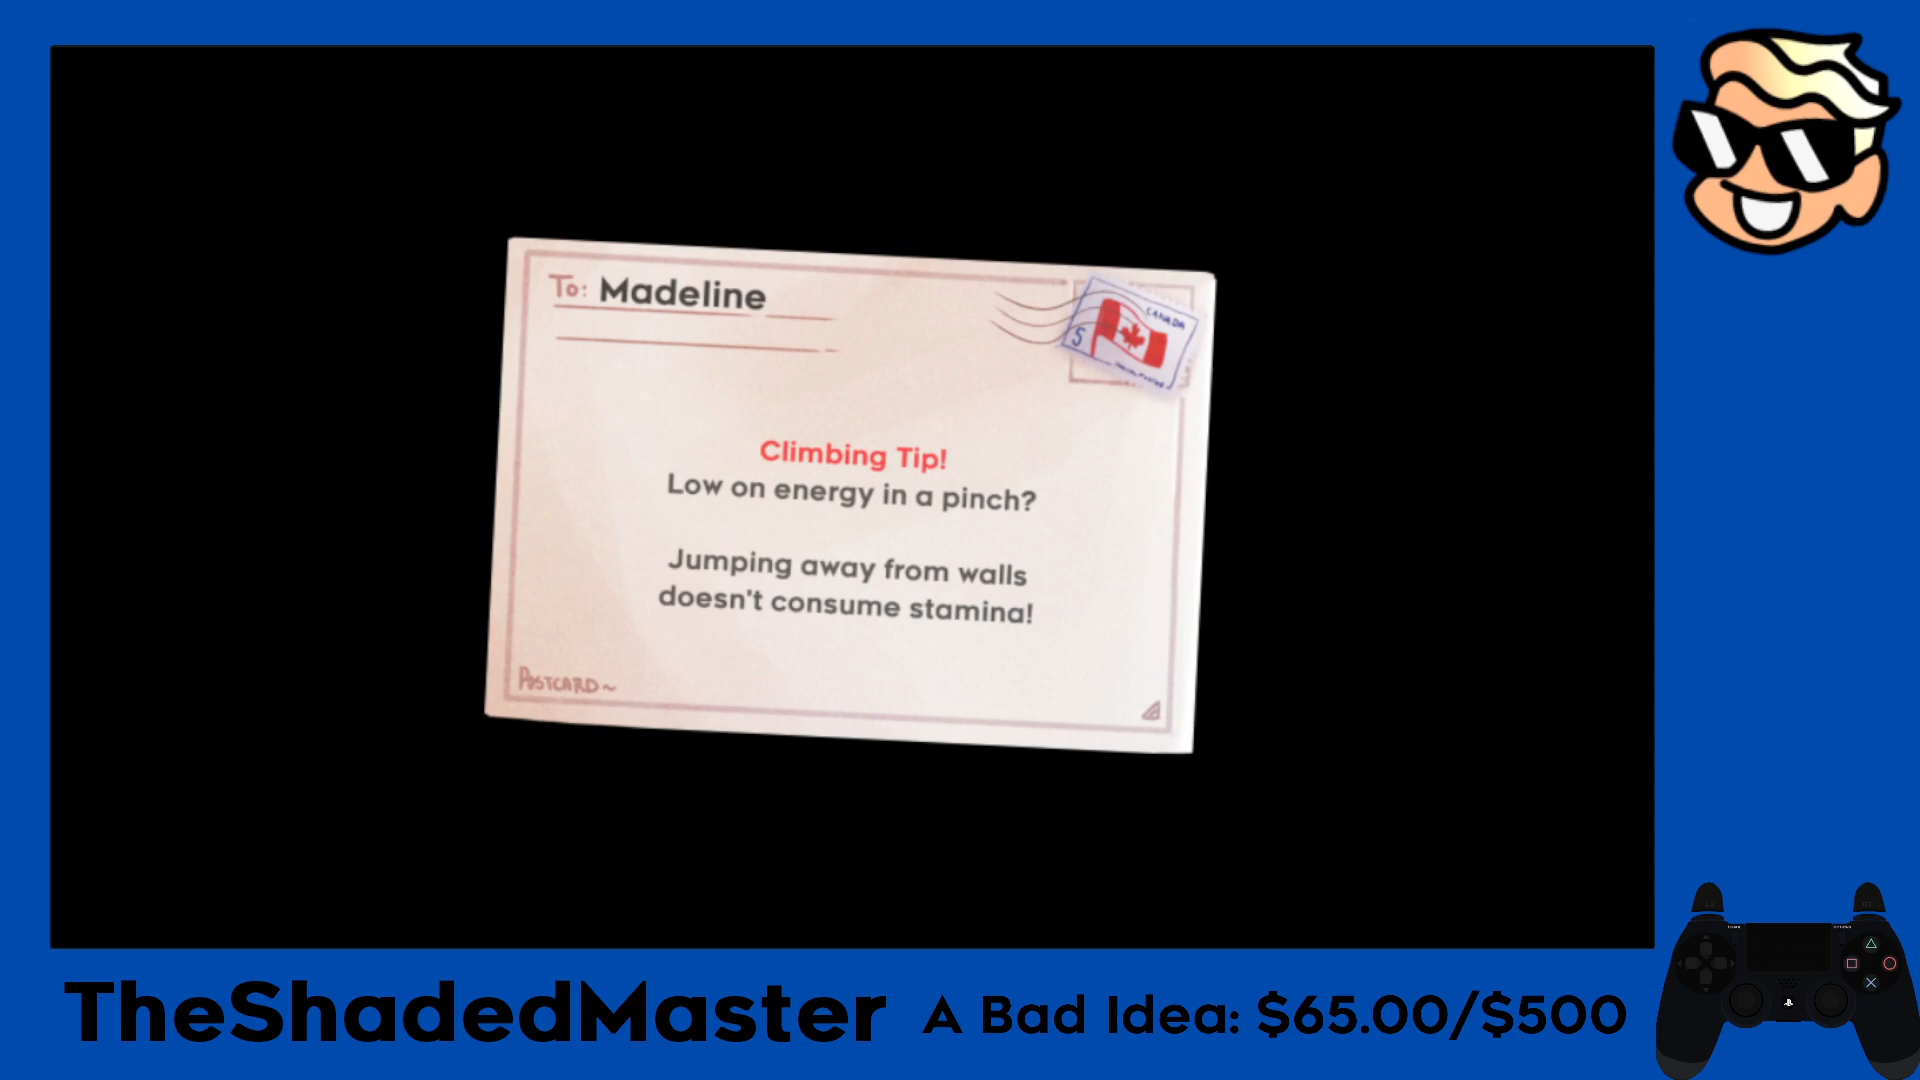 To: Madeline
CANADA
5
Climbing Tip!
Low on energy in a pinch?
Jumping away from walls
doesn't consume stamina!
POSTCARD~
TheShadedMaster
A Bad Idea: $65.00/$500